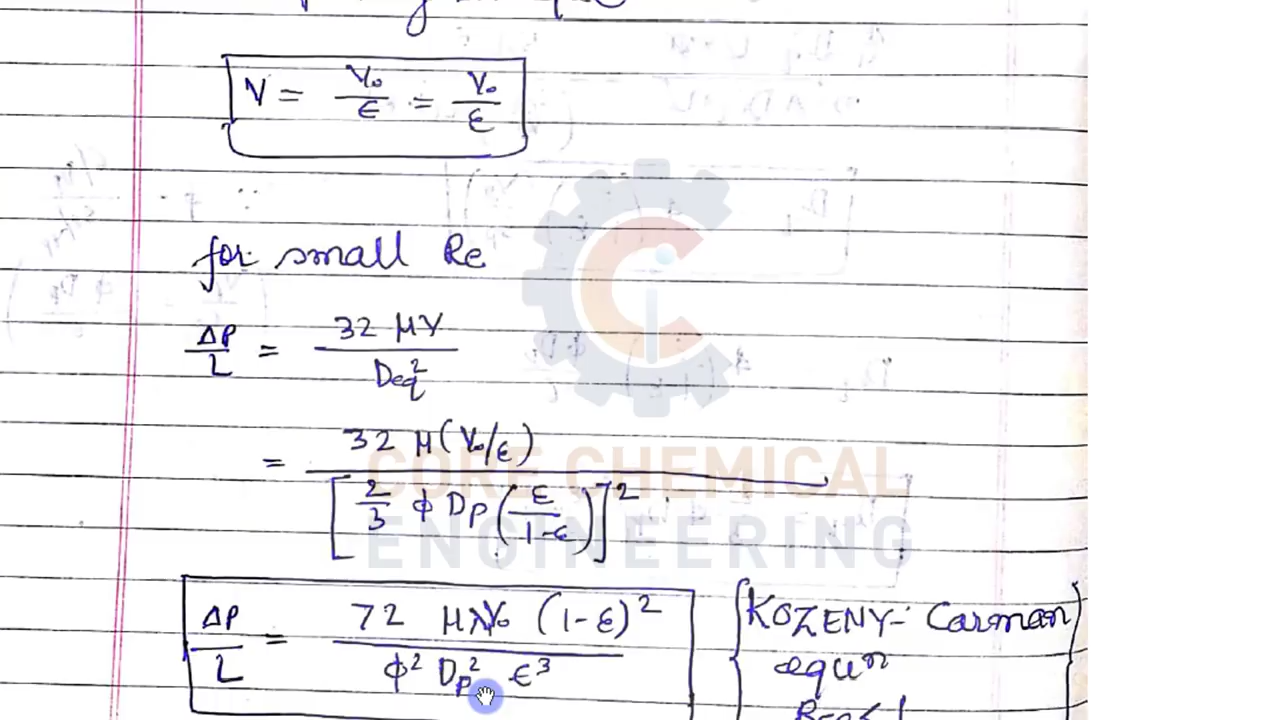 V = V₀/ε = V₀/ε
for small Re
ΔP/L = 32 μV / Deq²
= 32 μ(V₀/ε) / [2/3 ϕ Dp (ε/1-ε)]²
ΔP/L = 72 μλV₀ (1-ε)² / ϕ² Dp² ε³
{KOZENY-Carman
equn
CORE CHEMICAL
ENGINEERING